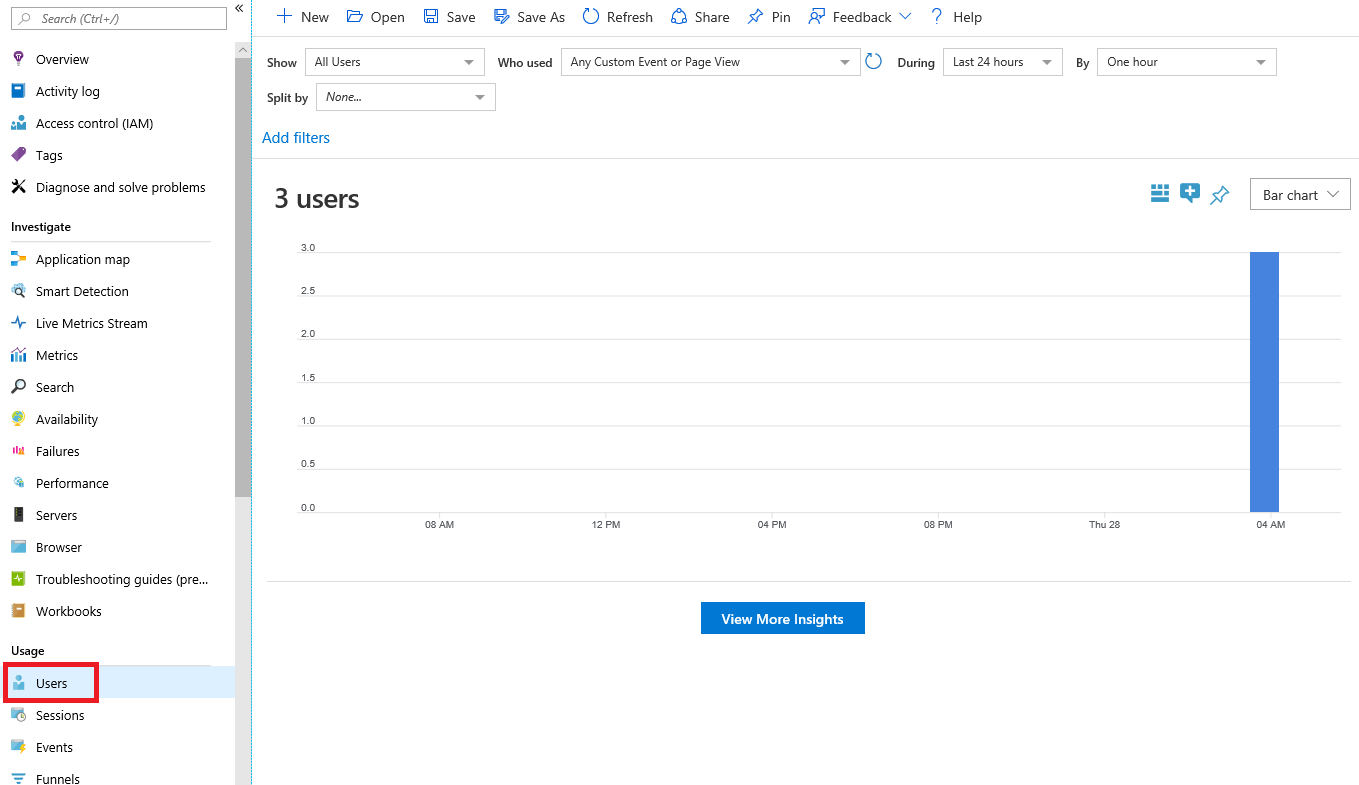 Search (Ctrl+/)
«
Overview
Activity log
Access control (IAM)
Tags
Diagnose and solve problems
Investigate
Application map
Smart Detection
Live Metrics Stream
Metrics
Search
Availability
Failures
Performance
Servers
Browser
Troubleshooting guides (pre...
Workbooks
Usage
Users
Sessions
Events
Funnels
New Open Save Save As Refresh Share Pin Feedback ? Help
Show All Users Who used Any Custom Event or Page View During Last 24 hours By One hour
Split by None...
Add filters
3 users
Bar chart
3.0
2.5
2.0
1.5
1.0
0.5
0.0
08 AM 12 PM 04 PM 08 PM Thu 28 04 AM
View More Insights